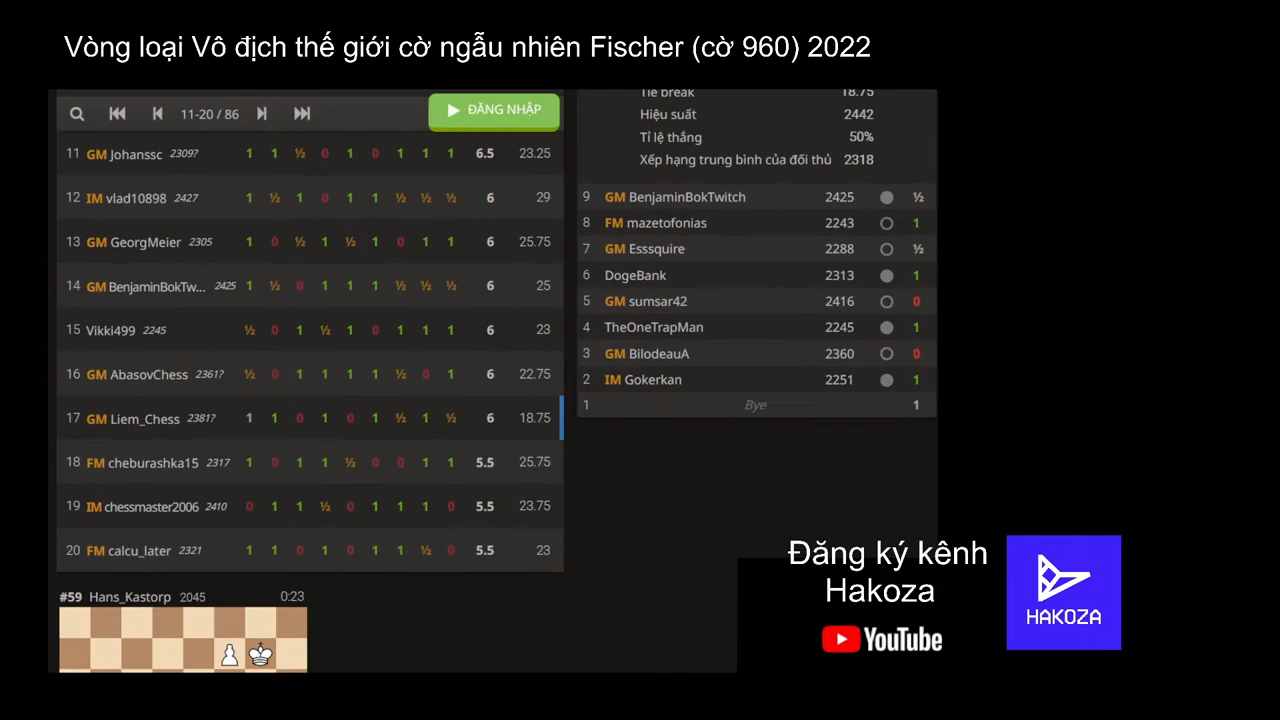 Vòng loại Vô địch thế giới cờ ngẫu nhiên Fischer (cờ 960) 2022
11-20 / 86
ĐĂNG NHẬP
11 GM Johanssc 2309? 1 1 ½ 0 1 0 1 1 1 6.5 23.25
12 IM vlad10898 2427 1 ½ 1 0 1 1 ½ ½ ½ 6 29
13 GM GeorgMeier 2305 1 0 ½ 1 ½ 1 0 1 1 6 25.75
14 GM BenjaminBokTw... 2425 1 ½ 0 1 1 1 ½ ½ ½ 6 25
15 Vikki499 2245 ½ 0 1 ½ 1 0 1 1 1 6 23
16 GM AbasovChess 2361? ½ 0 1 1 1 1 ½ 0 1 6 22.75
17 GM Liem_Chess 2381? 1 1 0 1 0 1 ½ 1 ½ 6 18.75
18 FM cheburashka15 2317 1 0 1 1 ½ 0 0 1 1 5.5 25.75
19 IM chessmaster2006 2410 0 1 1 ½ 0 1 1 1 0 5.5 23.75
20 FM calcu_later 2321 1 1 0 1 0 1 1 ½ 0 5.5 23
#59 Hans_Kastorp 2045 0:23
Tie break 18.75
Hiệu suất 2442
Tỉ lệ thắng 50%
Xếp hạng trung bình của đối thủ 2318
9 GM BenjaminBokTwitch 2425 ½
8 FM mazetofonias 2243 1
7 GM Esssquire 2288 ½
6 DogeBank 2313 1
5 GM sumsar42 2416 0
4 TheOneTrapMan 2245 1
3 GM BilodeauA 2360 0
2 IM Gokerkan 2251 1
1 Bye 1
Đăng ký kênh
Hakoza
YouTube
HAKOZA